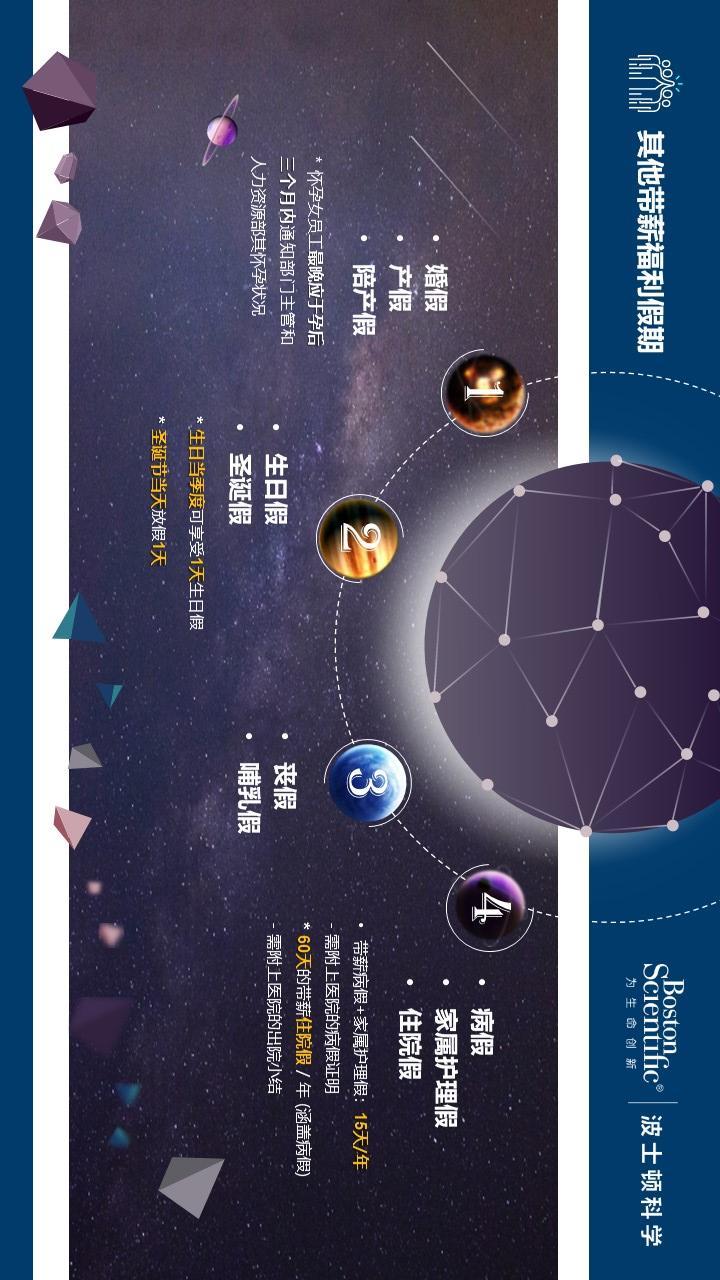 其他带薪福利假期
Boston
Scientific®
为生命创新
波士顿科学
1
• 婚假
• 产假
• 陪产假
* 怀孕女员工最晚应于孕后
三个月内通知部门主管和
人力资源部其怀孕状况
2
• 生日假
• 圣诞假
* 生日当季度可享受1天生日假
* 圣诞节当天放假1天
3
• 丧假
• 哺乳假
4
• 病假
• 家属护理假
• 住院假
• 带薪病假+家属护理假：15天/年
- 需附上医院的病假证明
* 60天的带薪住院假 / 年 (涵盖病假)
- 需附上医院的出院小结